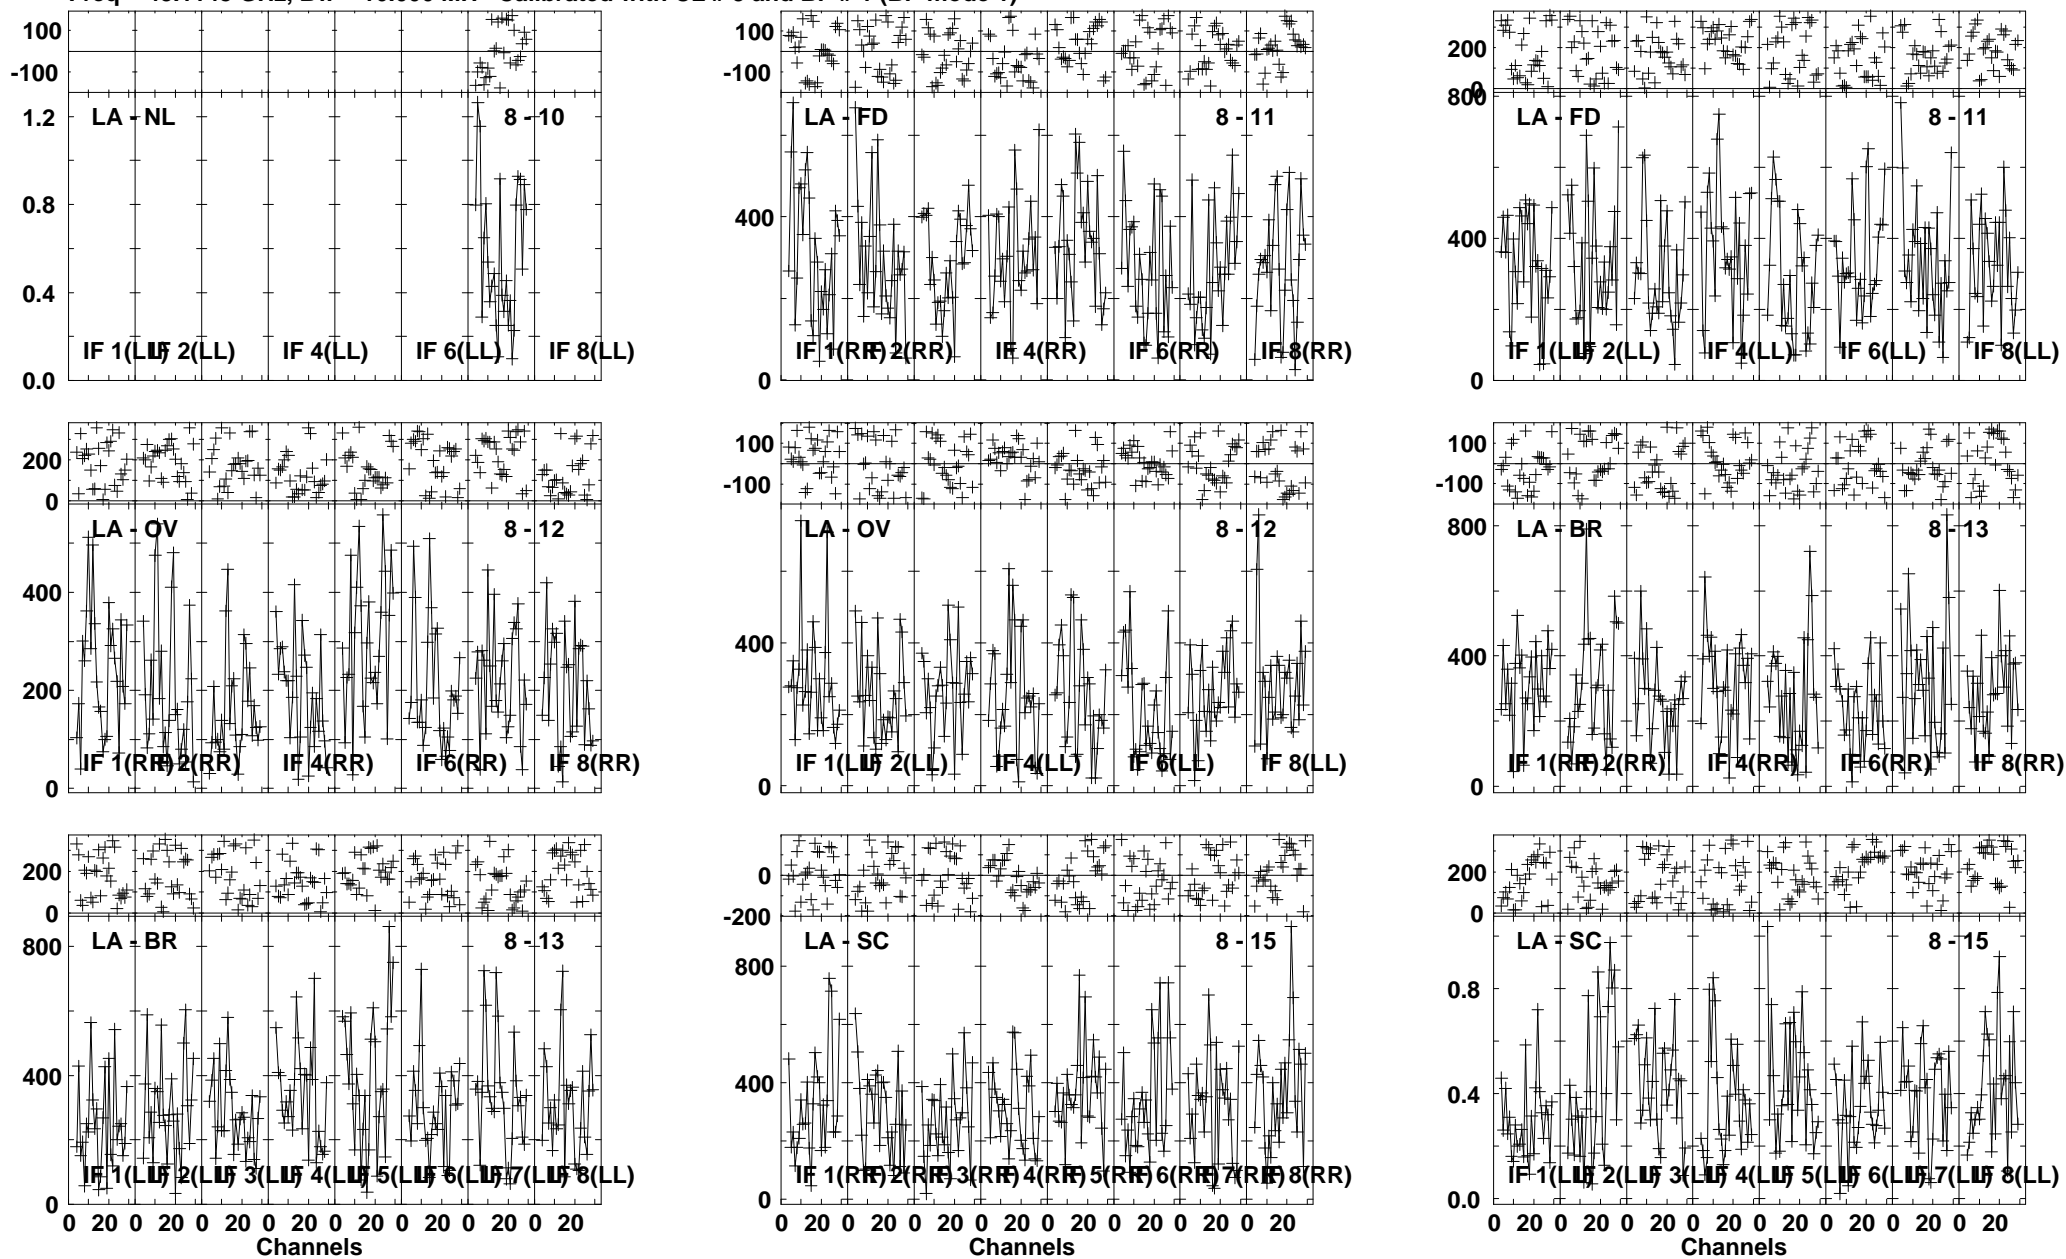 100
-100
LA - NL 8 - 10
1.2
0.8
0.4
0.0
IF 1(LL) IF 2(LL) IF 4(LL) IF 6(LL) IF 8(LL)
100
-100
LA - FD 8 - 11
400
0
IF 1(RR) IF 2(RR) IF 4(RR) IF 6(RR) IF 8(RR)
200
0
800
LA - FD 8 - 11
400
0
IF 1(LL) IF 2(LL) IF 4(LL) IF 6(LL) IF 8(LL)
200
0
LA - OV 8 - 12
400
200
0
IF 1(RR) IF 2(RR) IF 4(RR) IF 6(RR) IF 8(RR)
100
-100
LA - OV 8 - 12
400
0
IF 1(LL) IF 2(LL) IF 4(LL) IF 6(LL) IF 8(LL)
100
-100
800
LA - BR 8 - 13
400
0
IF 1(RR) IF 2(RR) IF 4(RR) IF 6(RR) IF 8(RR)
200
0
800
LA - BR 8 - 13
400
0
IF 1(LL) IF 2(LL) IF 3(LL) IF 4(LL) IF 5(LL) IF 6(LL) IF 7(LL) IF 8(LL)
0 20 0 20 0 20 0 20 0 20 0 20 0 20 0 20
Channels
0
-200
LA - SC 8 - 15
800
400
0
IF 1(RR) IF 2(RR) IF 3(RR) IF 4(RR) IF 5(RR) IF 6(RR) IF 7(RR) IF 8(RR)
0 20 0 20 0 20 0 20 0 20 0 20 0 20 0 20
Channels
200
0
LA - SC 8 - 15
0.8
0.4
0.0
IF 1(LL) IF 2(LL) IF 3(LL) IF 4(LL) IF 5(LL) IF 6(LL) IF 7(LL) IF 8(LL)
0 20 0 20 0 20 0 20 0 20 0 20 0 20 0 20
Channels